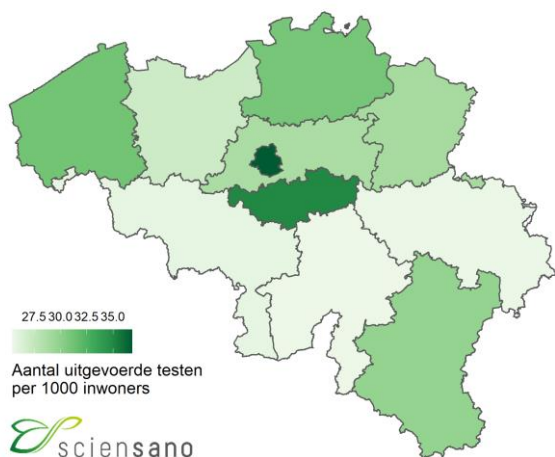 27.5 30.0 32.5 35.0
Aantal uitgevoerde testen
per 1000 inwoners
sciensano